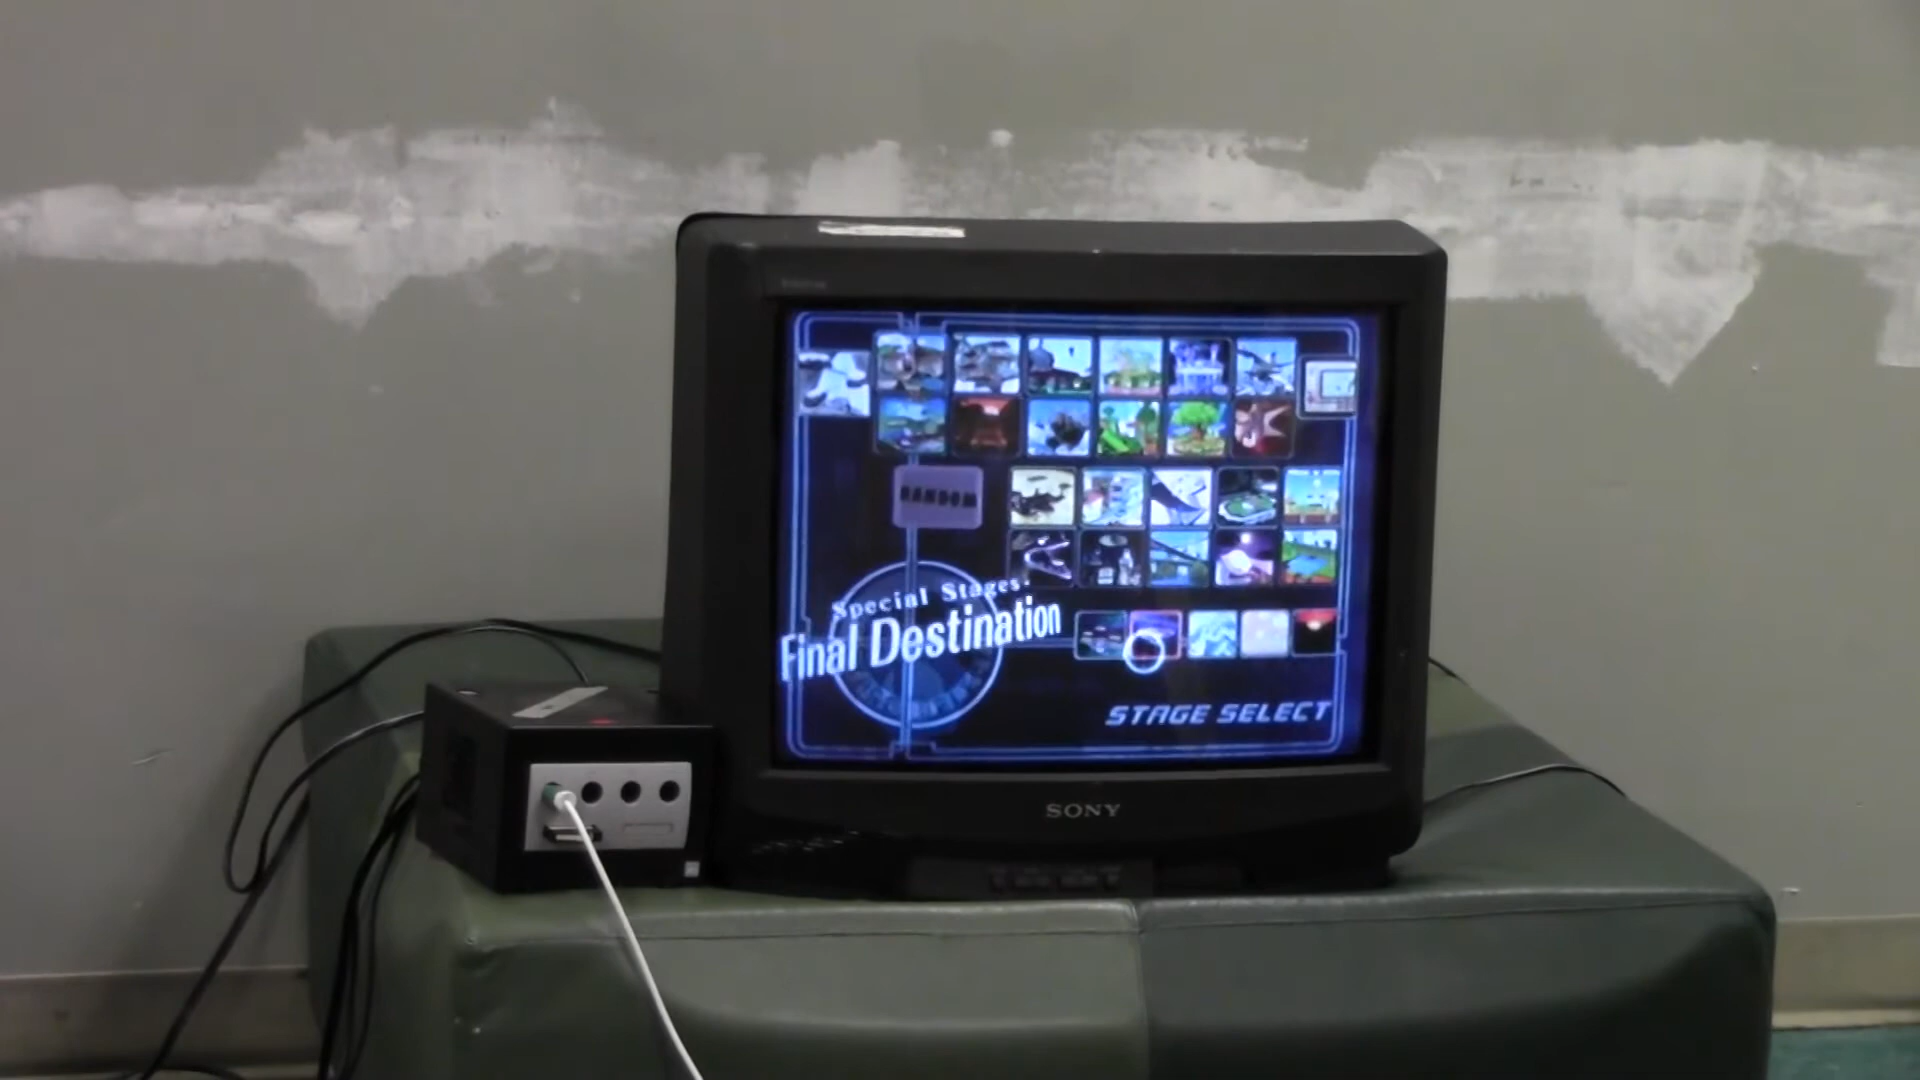 RANDOM
Special Stages:
Final Destination
STAGE SELECT
SONY